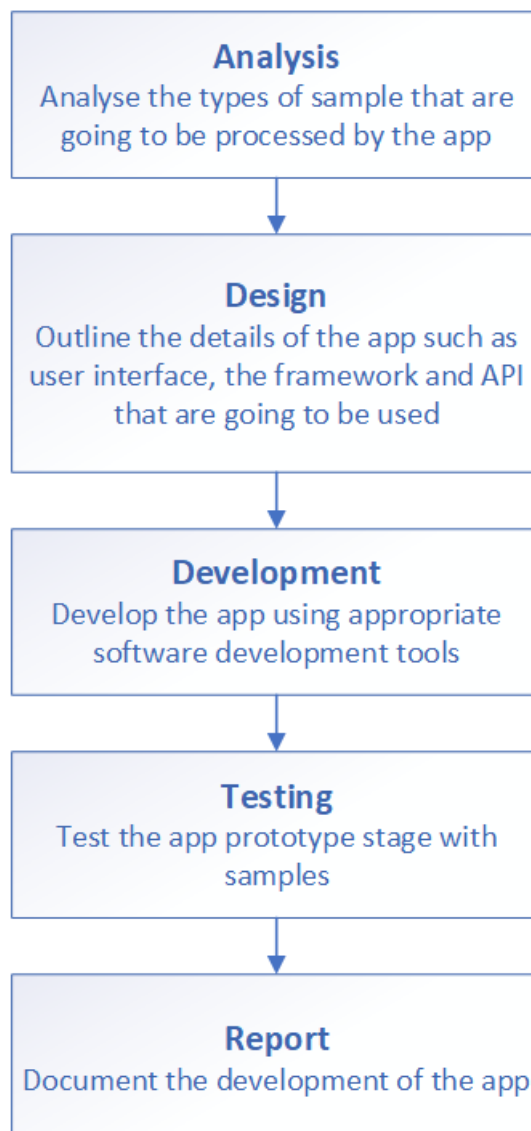 Analysis
Analyse the types of sample that are
going to be processed by the app
Design
Outline the details of the app such as
user interface, the framework and API
that are going to be used
Development
Develop the app using appropriate
software development tools
Testing
Test the app prototype stage with
samples
Report
Document the development of the app